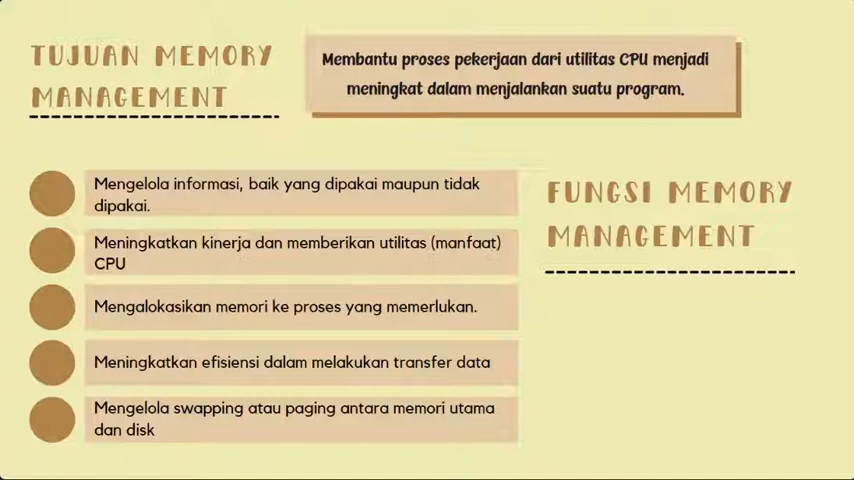 TUJUAN MEMORY
MANAGEMENT
Membantu proses pekerjaan dari utilitas CPU menjadi
meningkat dalam menjalankan suatu program.
Mengelola informasi, baik yang dipakai maupun tidak
dipakai.
Meningkatkan kinerja dan memberikan utilitas (manfaat)
CPU
Mengalokasikan memori ke proses yang memerlukan.
Meningkatkan efisiensi dalam melakukan transfer data
Mengelola swapping atau paging antara memori utama
dan disk
FUNGSI MEMORY
MANAGEMENT